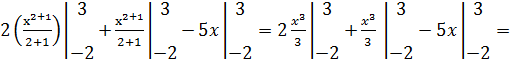 2(x^{2+1}/2+1)|_{-2}^{3} + x^{2+1}/2+1|_{-2}^{3} − 5x|_{-2}^{3} = 2 x^3/3|_{-2}^{3} + x^3/3|_{-2}^{3} − 5x|_{-2}^{3} =